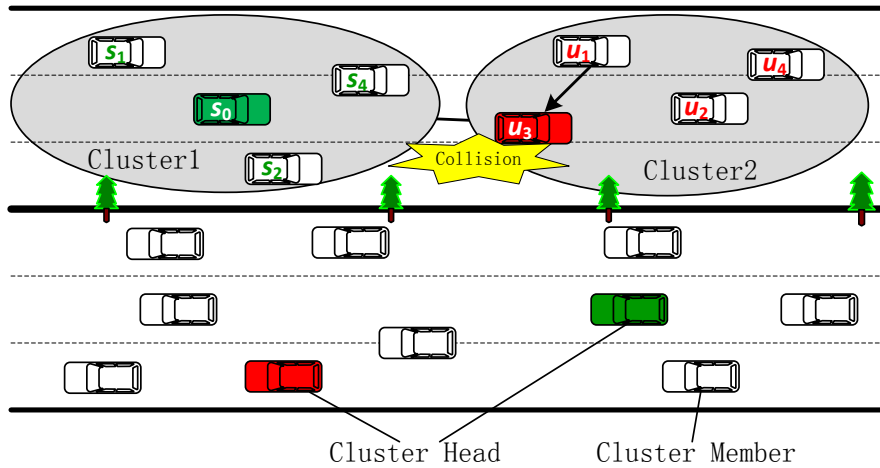 s1
u1
u4
s4
s0
u2
u3
Cluster1
Collision
s2
Cluster2
Cluster Head
Cluster Member